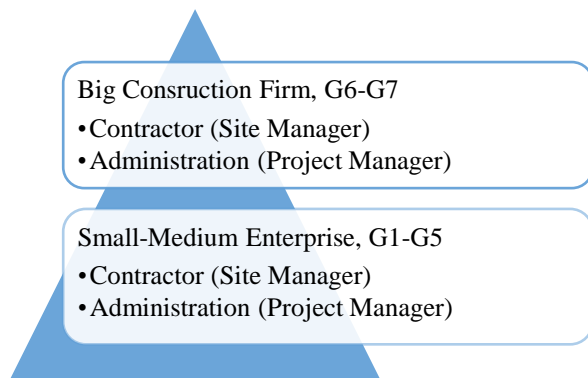 Big Consruction Firm, G6-G7
•Contractor (Site Manager)
•Administration (Project Manager)
Small-Medium Enterprise, G1-G5
•Contractor (Site Manager)
•Administration (Project Manager)